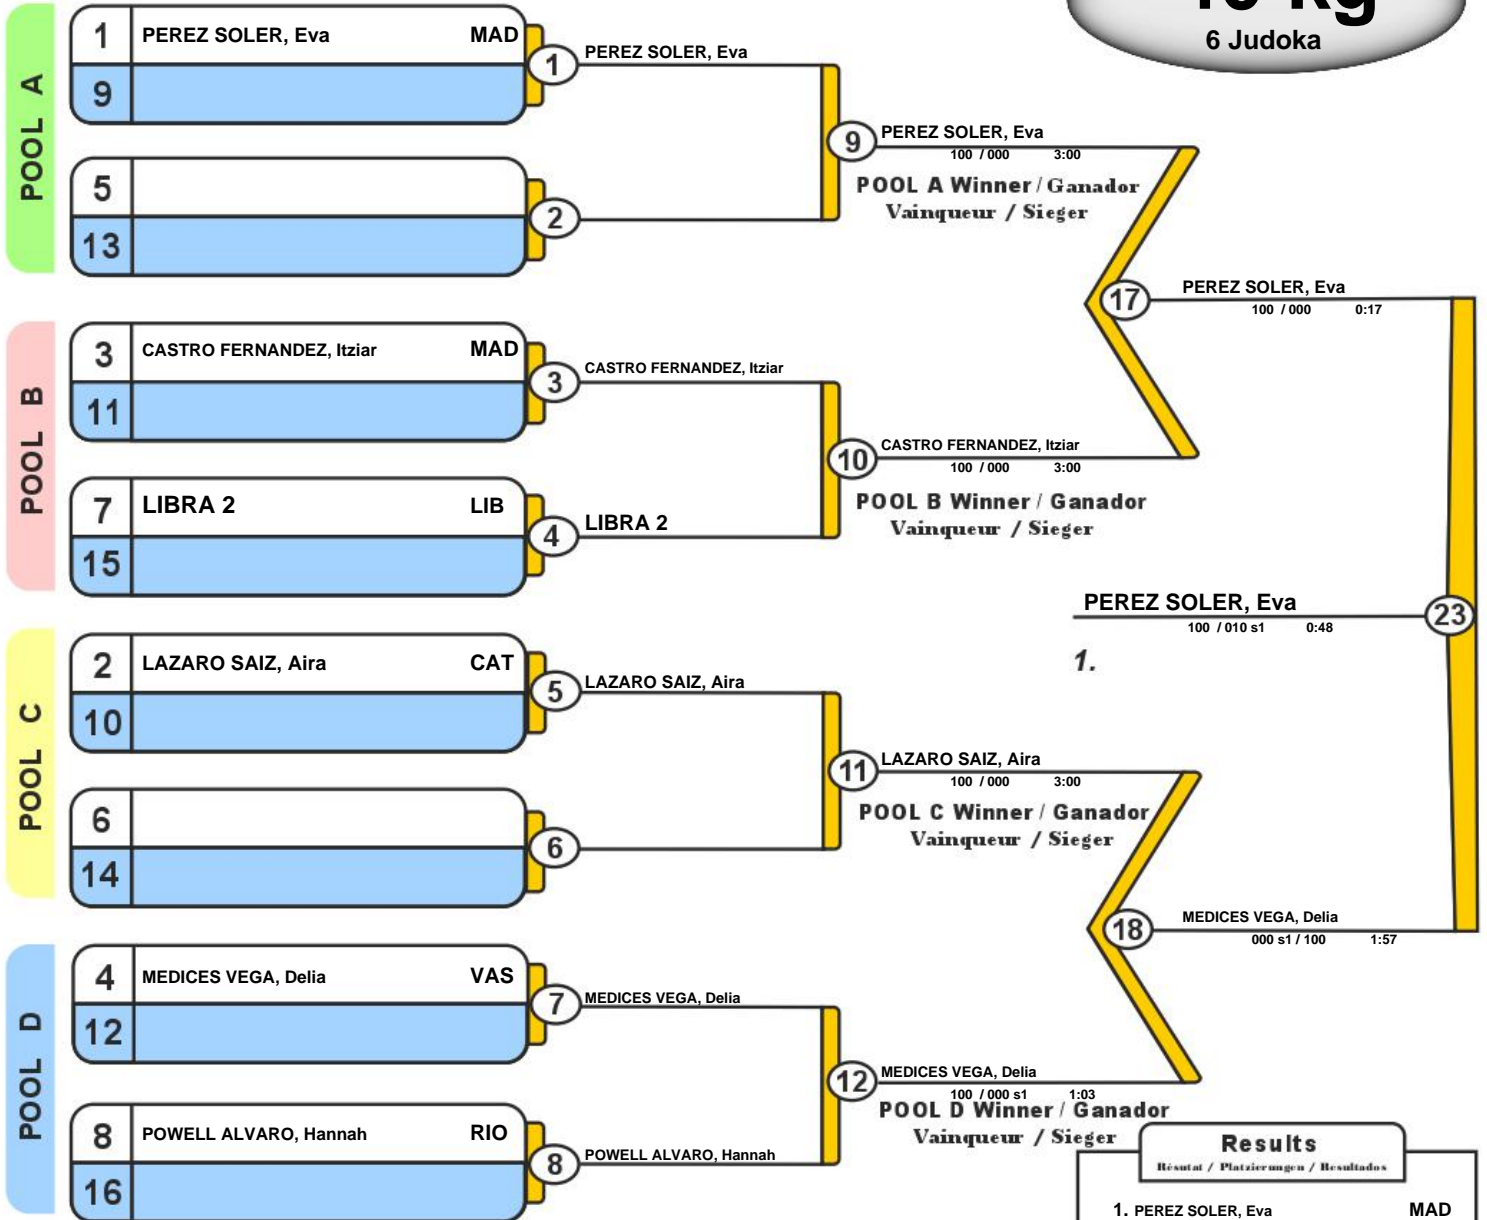 6 Judoka
POOL A
1 PEREZ SOLER, Eva MAD
9
1 PEREZ SOLER, Eva
5
13
2
9 PEREZ SOLER, Eva
100 / 000 3:00
POOL A Winner / Ganador
Vainqueur / Sieger
17 PEREZ SOLER, Eva
100 / 000 0:17
POOL B
3 CASTRO FERNANDEZ, Itziar MAD
11
3 CASTRO FERNANDEZ, Itziar
7 LIBRA 2 LIB
15
4 LIBRA 2
10 CASTRO FERNANDEZ, Itziar
100 / 000 3:00
POOL B Winner / Ganador
Vainqueur / Sieger
PEREZ SOLER, Eva 23
100 / 010 s1 0:48
1.
POOL C
2 LAZARO SAIZ, Aira CAT
10
5 LAZARO SAIZ, Aira
6
14
6
11 LAZARO SAIZ, Aira
100 / 000 3:00
POOL C Winner / Ganador
Vainqueur / Sieger
18 MEDICES VEGA, Delia
000 s1 / 100 1:57
POOL D
4 MEDICES VEGA, Delia VAS
12
7 MEDICES VEGA, Delia
8 POWELL ALVARO, Hannah RIO
16
8 POWELL ALVARO, Hannah
12 MEDICES VEGA, Delia
100 / 000 s1 1:03
POOL D Winner / Ganador
Vainqueur / Sieger
Results
Résutat / Platzierungen / Resultados
1. PEREZ SOLER, Eva MAD